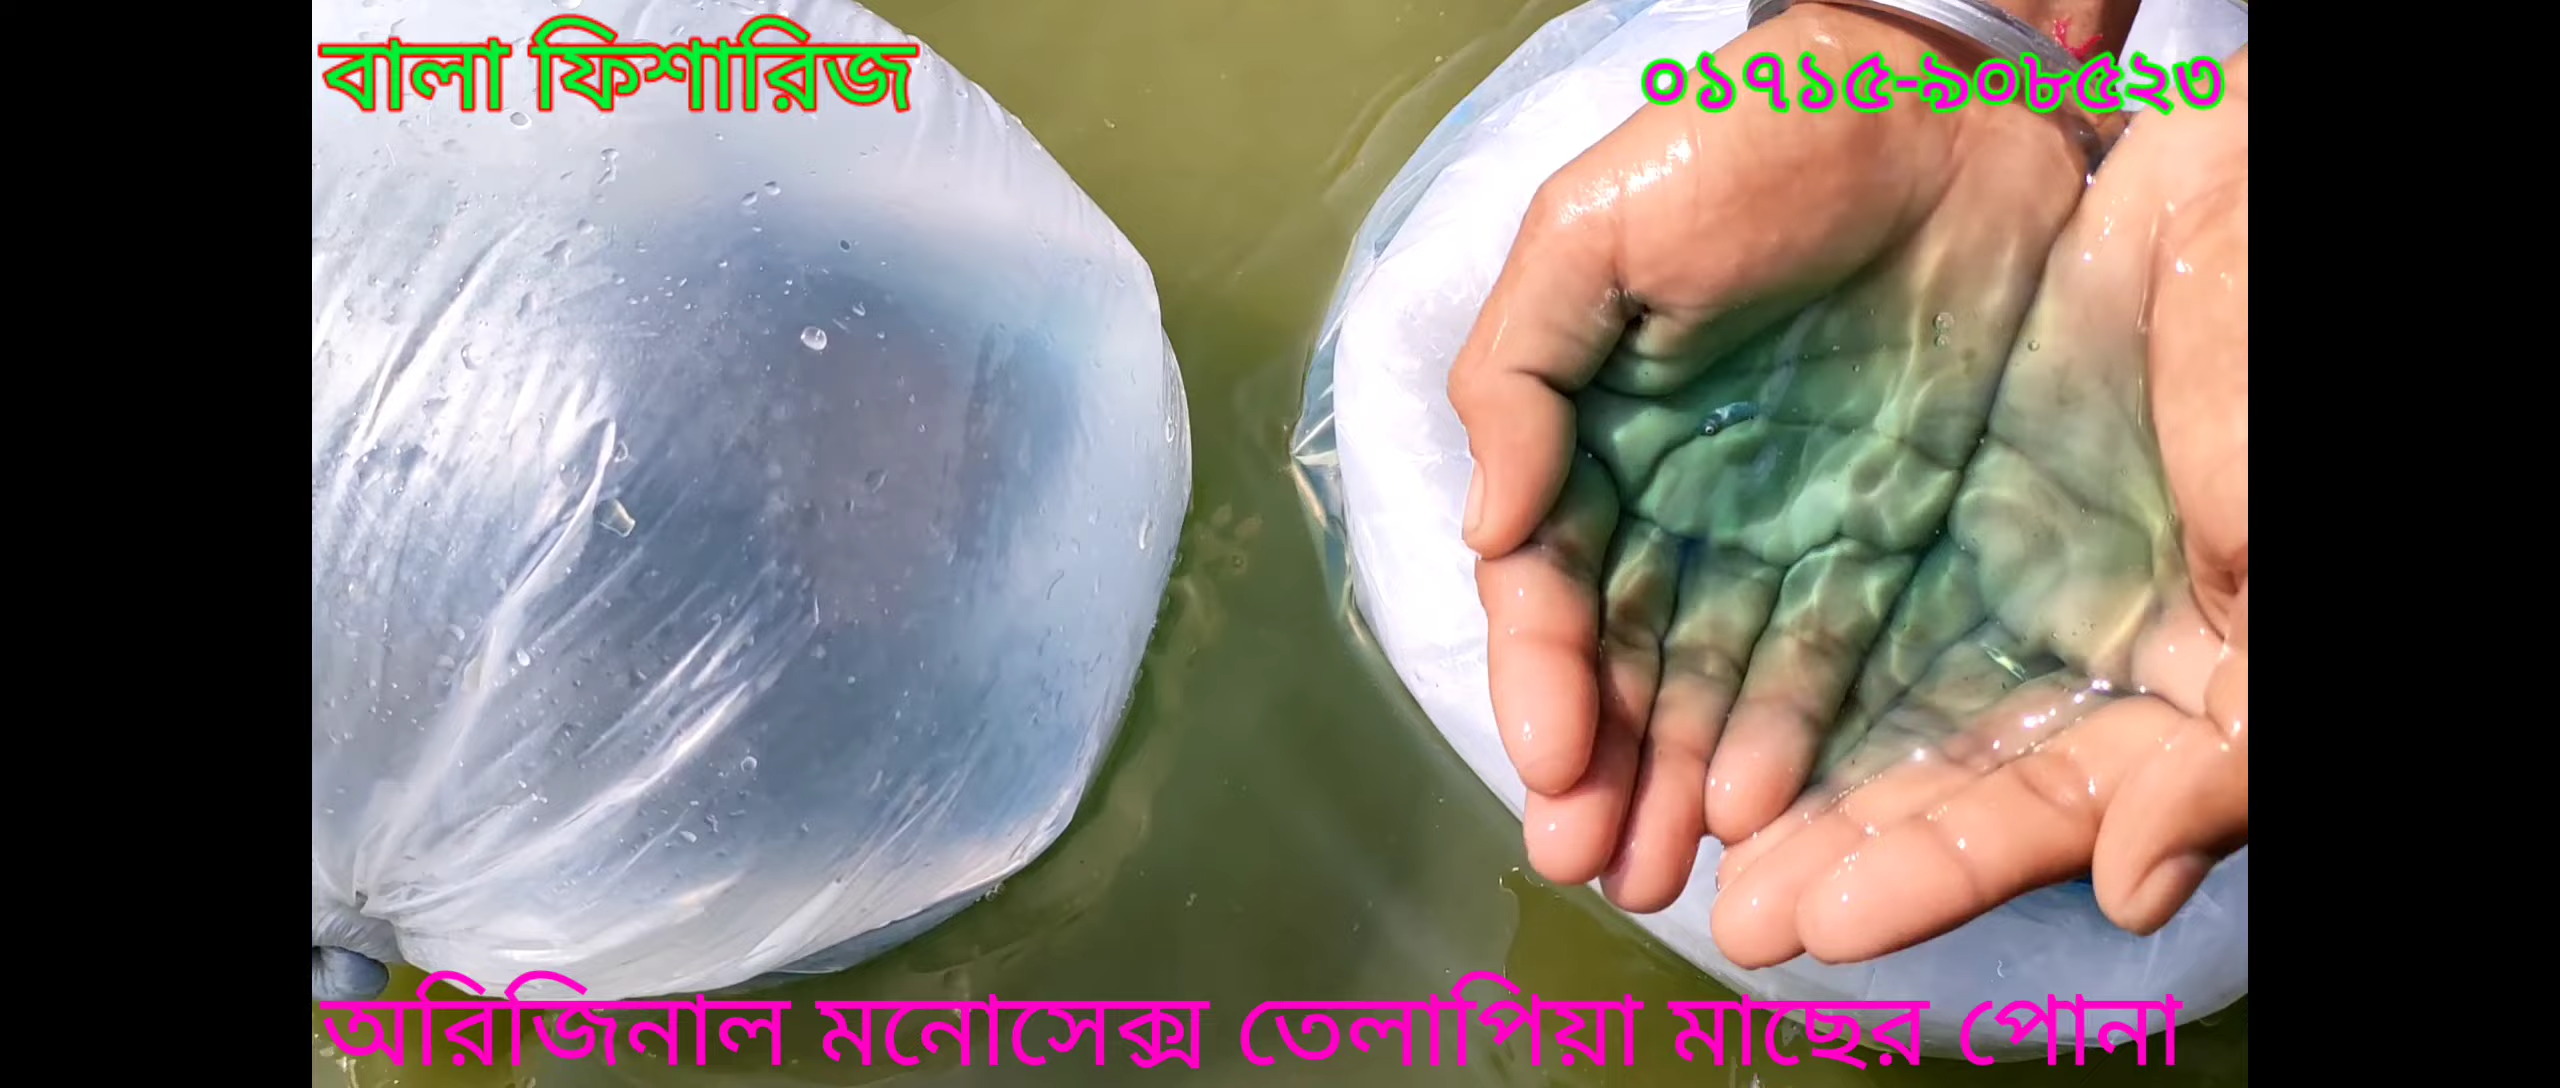 বালা ফিশারিজ
০১৭১৫-৯০৮৫২৩
অরিজিনাল মনোসেক্স তেলাপিয়া মাছের পোনা